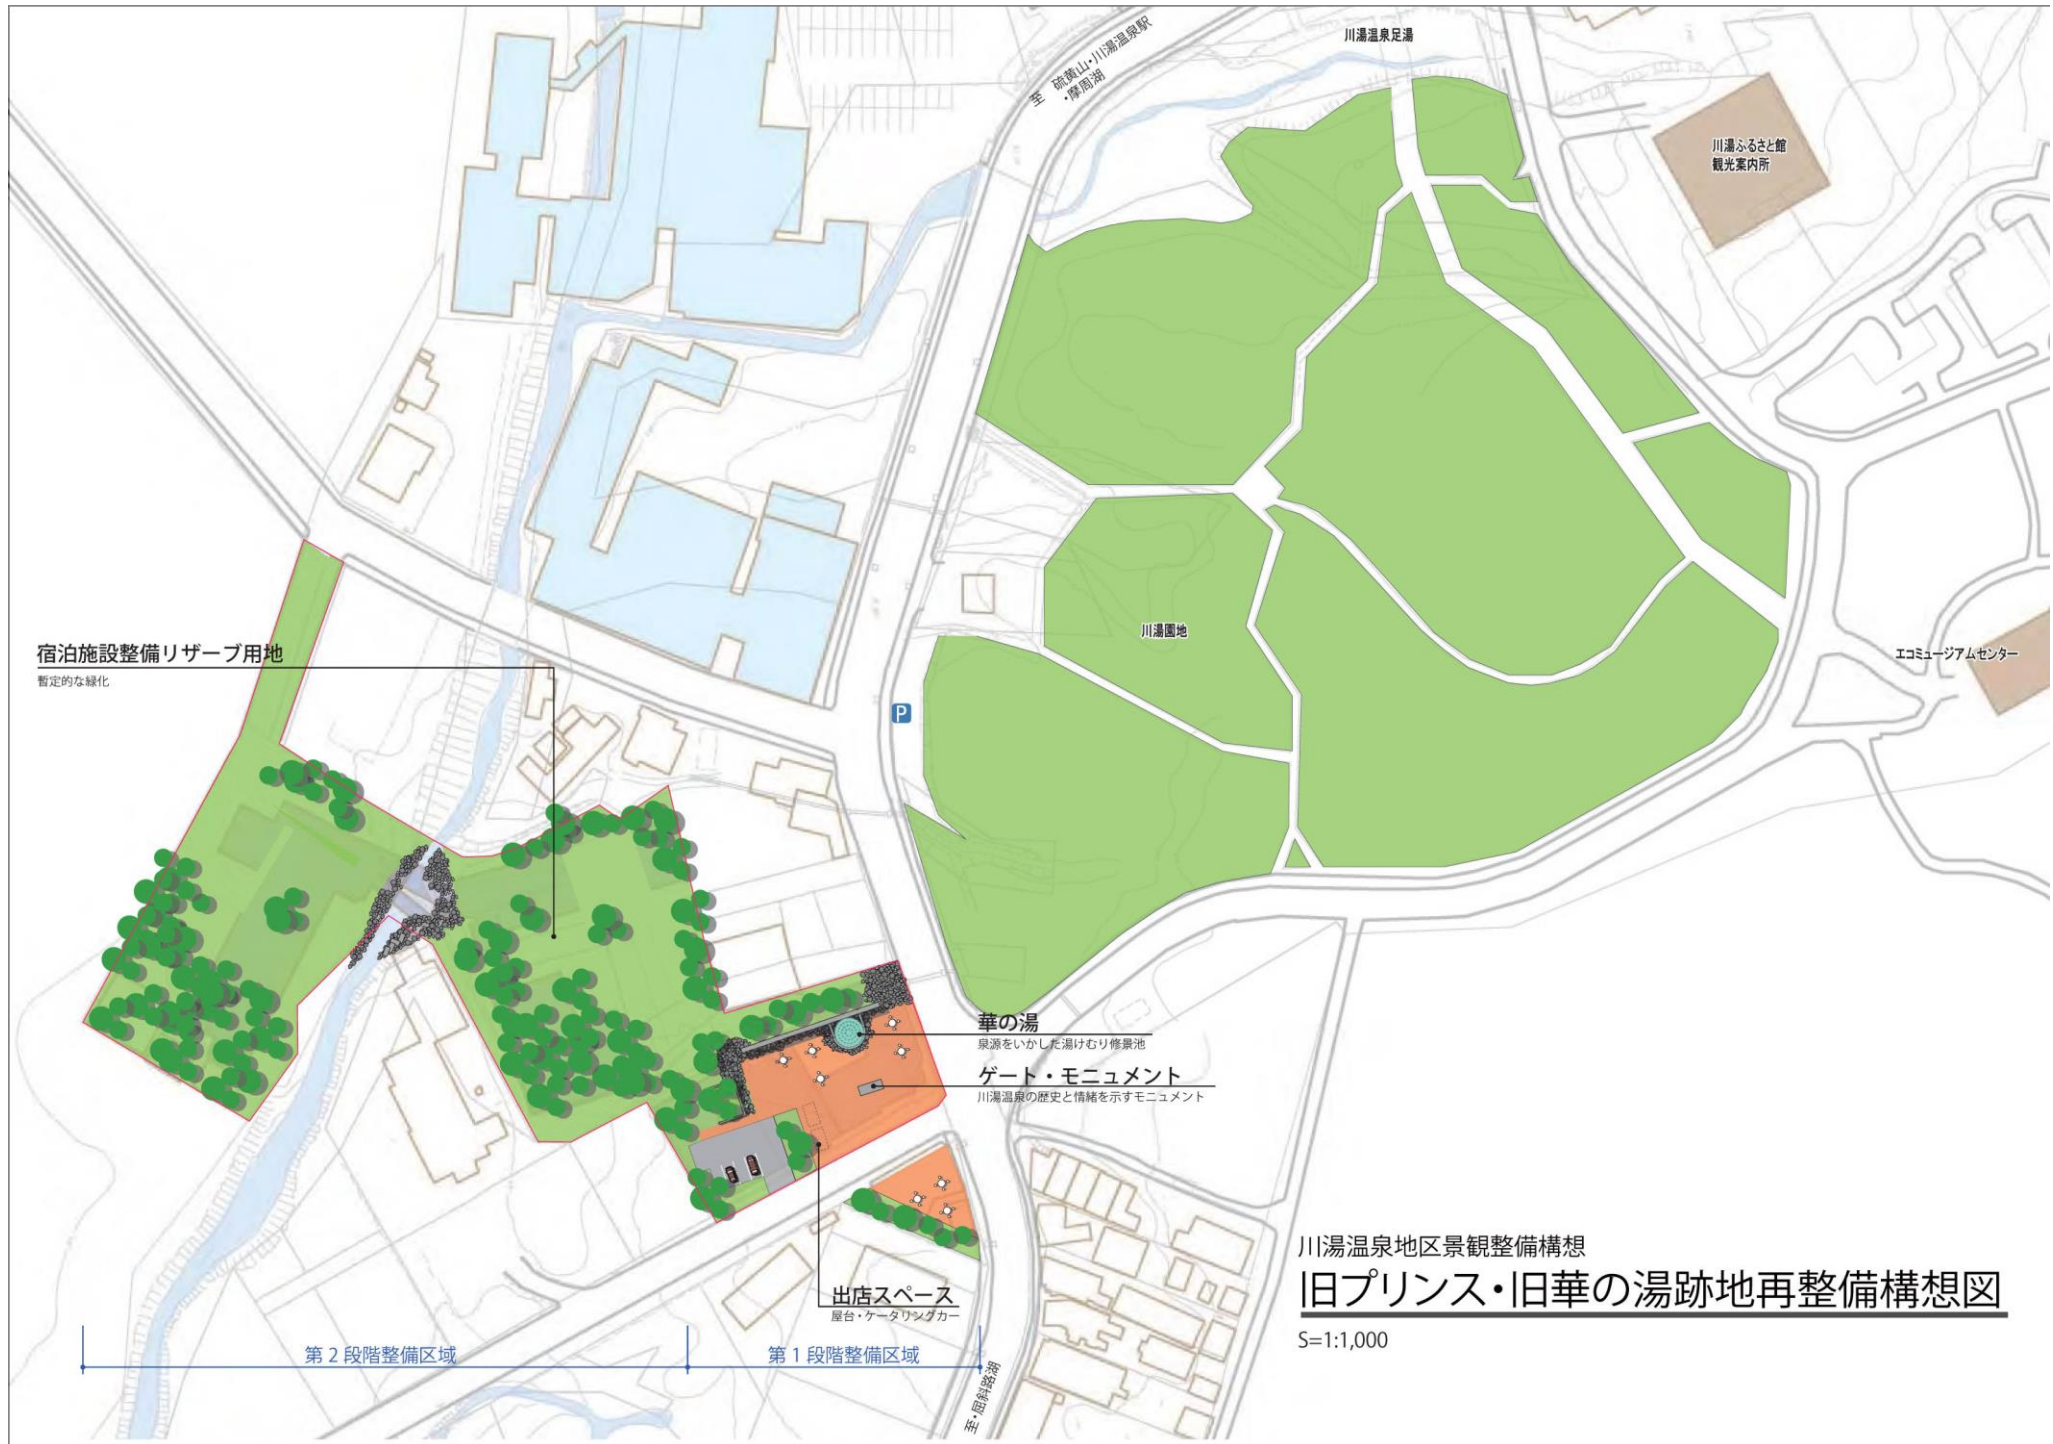 川湯温泉足湯
至 硫黄山・川湯温泉駅
・摩周湖
川湯ふるさと館
観光案内所
川湯園地
エコミュージアムセンター
宿泊施設整備リザーブ用地
暫定的な緑化
P
華の湯
泉源をいかした湯けむり修景池
ゲート・モニュメント
川湯温泉の歴史と情緒を示すモニュメント
出店スペース
屋台・ケータリングカー
第2段階整備区域
第1段階整備区域
至・屈斜路湖
川湯温泉地区景観整備構想
旧プリンス・旧華の湯跡地再整備構想図
S=1:1,000